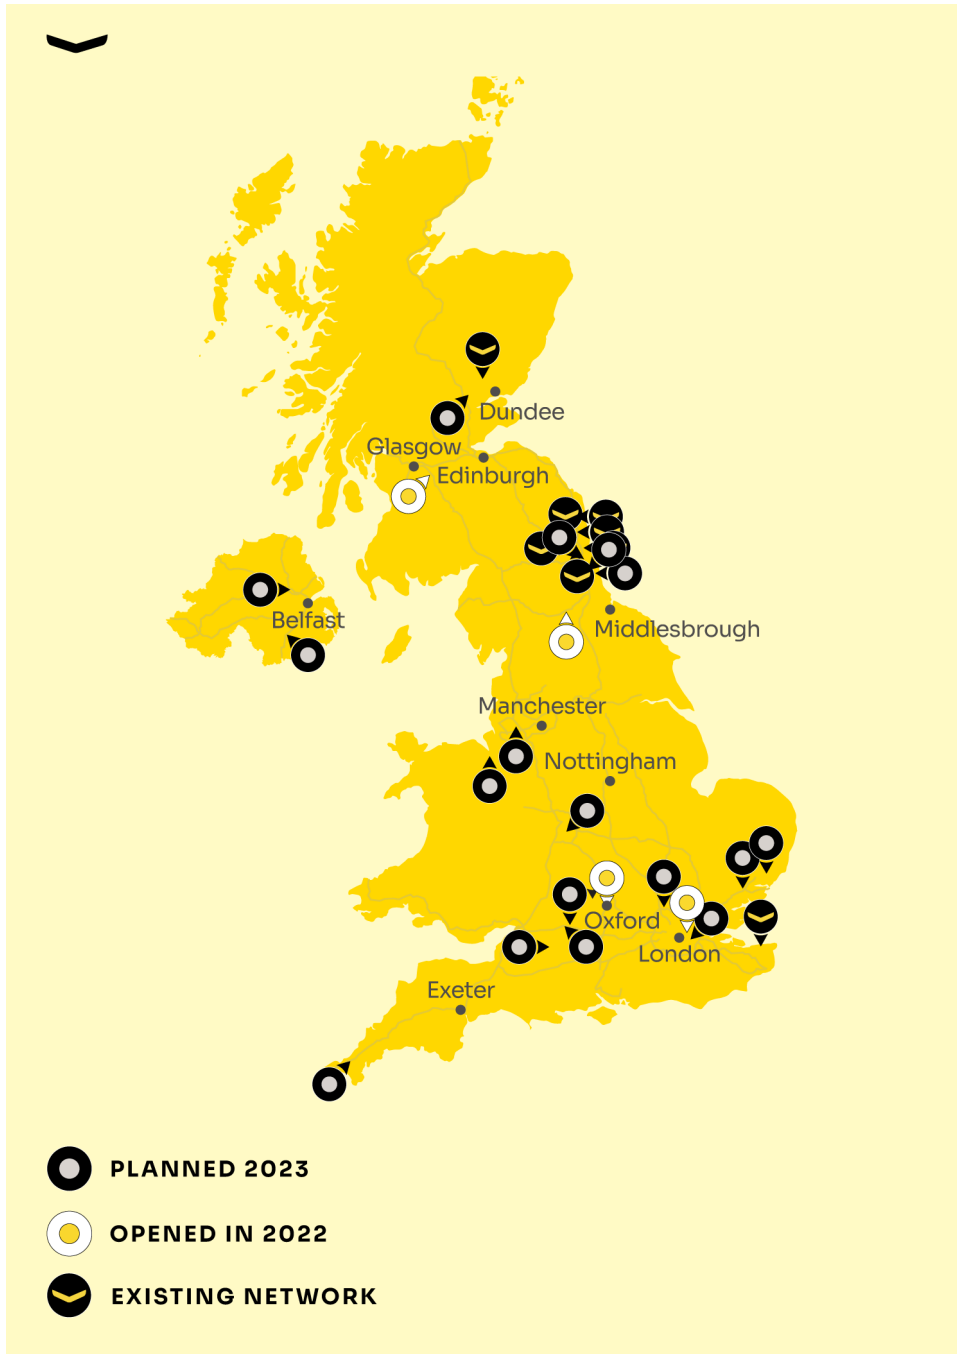 Dundee
Glasgow
Edinburgh
Belfast
Middlesbrough
Manchester
Nottingham
Oxford
London
Exeter
PLANNED 2023
OPENED IN 2022
EXISTING NETWORK